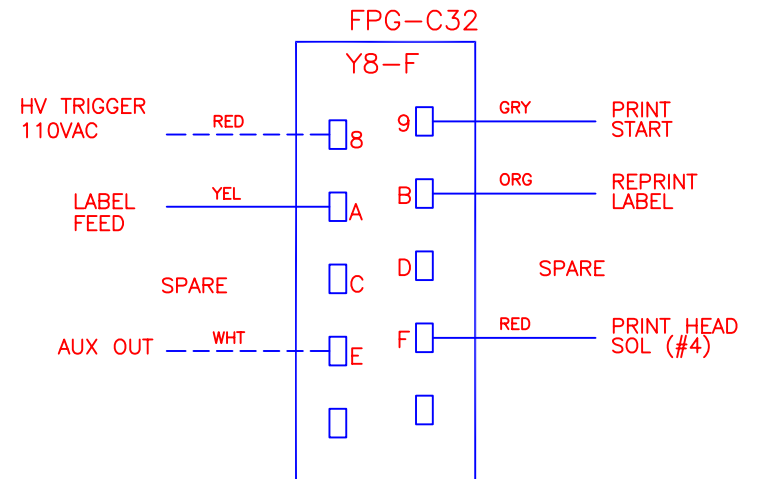 FPG-C32
Y8-F
HV TRIGGER
110VAC
RED
8
9
GRY
PRINT
START
LABEL
FEED
YEL
A
B
ORG
REPRINT
LABEL
SPARE
C
D
SPARE
AUX OUT
WHT
E
F
RED
PRINT HEAD
SOL (#4)